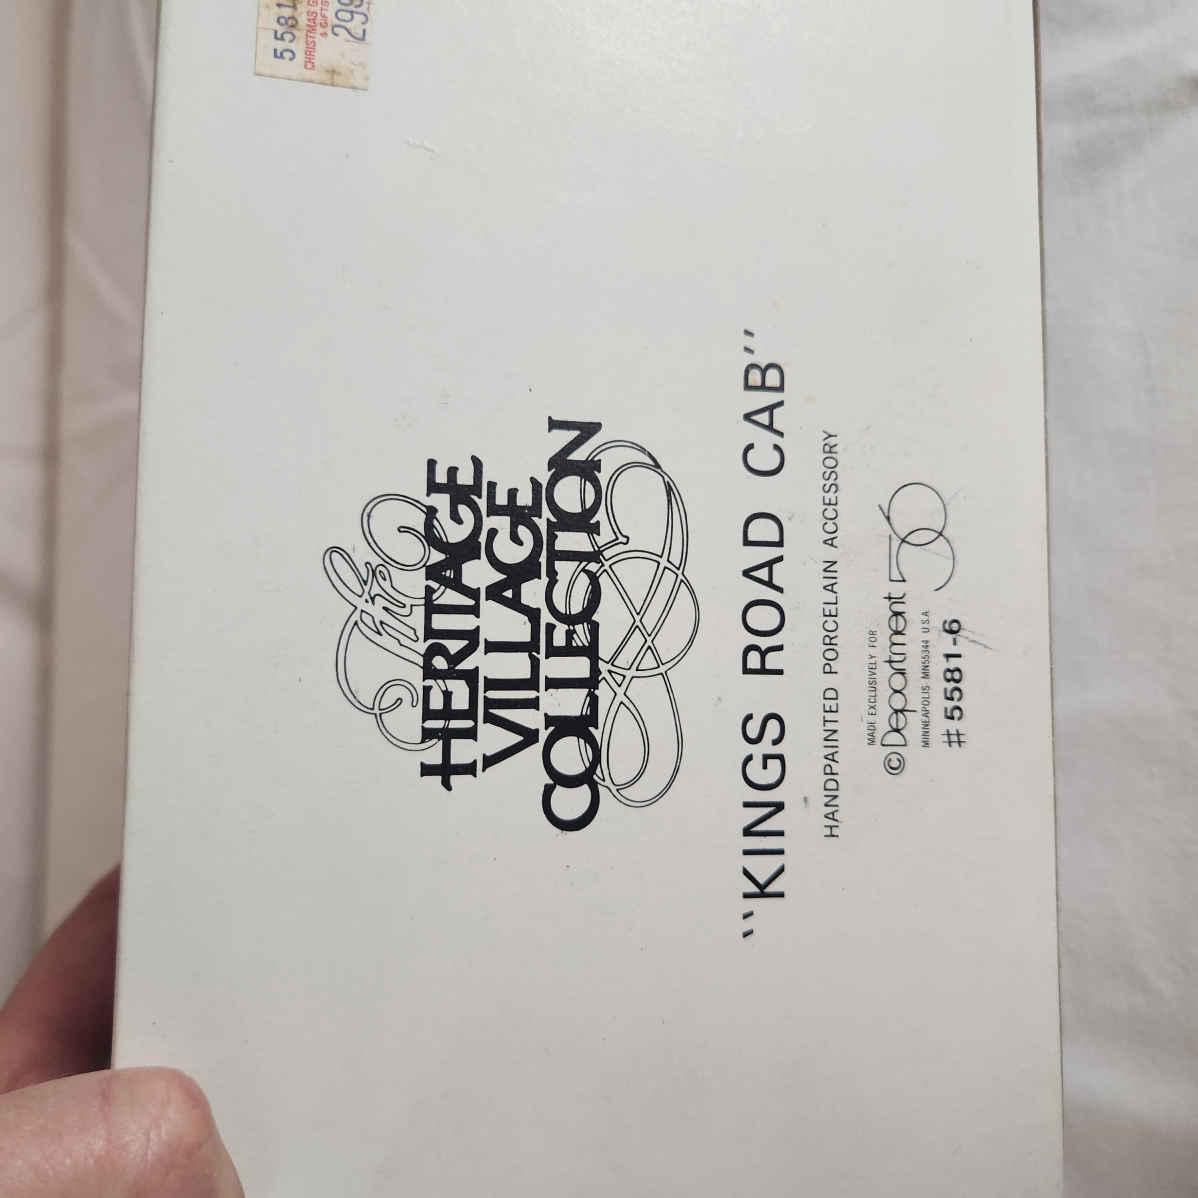 5581
CHRISTMAS
& GIFTS
299
The
HERITAGE
VILLAGE
COLLECTION
"KINGS ROAD CAB"
HANDPAINTED PORCELAIN ACCESSORY
MADE EXCLUSIVELY FOR
© Department 56
MINNEAPOLIS MN55344 U.S.A
#5581-6